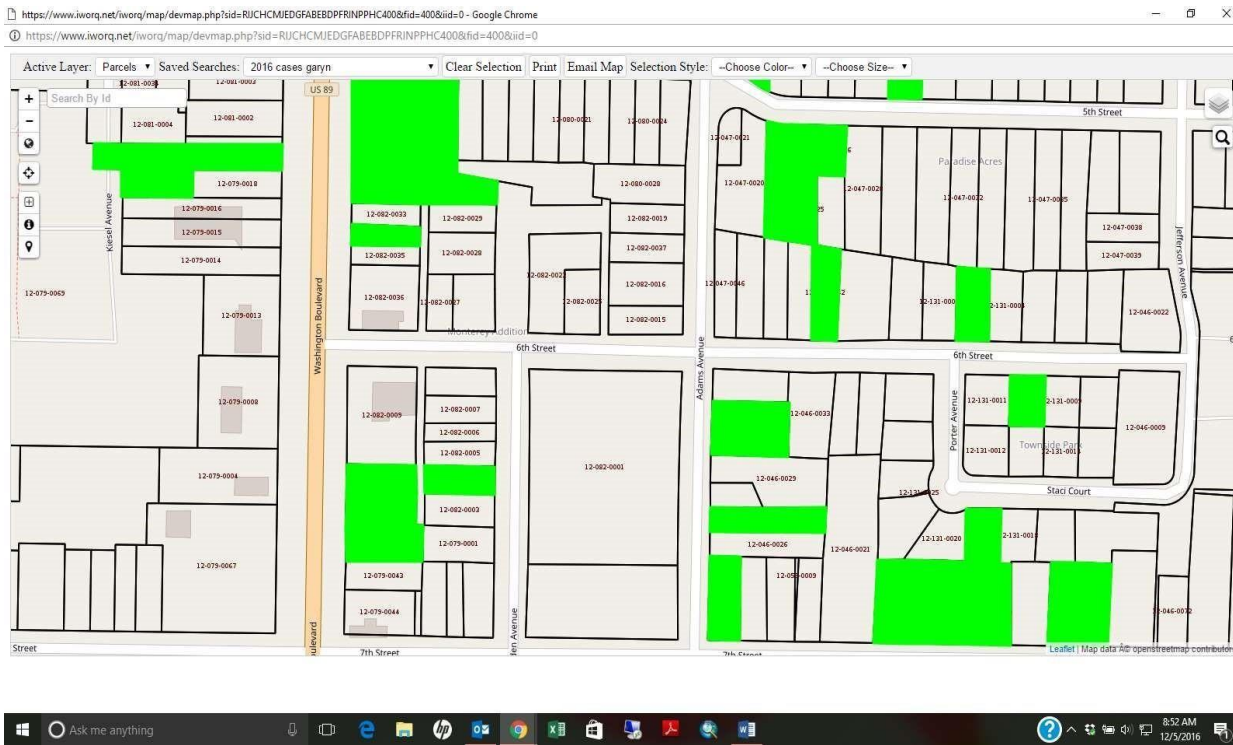 https://www.iworq.net/iworq/map/devmap.php?sid=RIJCHCMJEDGFABEBDPFRINPPHC400&fid=400&iid=0 - Google Chrome
https://www.iworq.net/iworq/map/devmap.php?sid=RIJCHCMJEDGFABEBDPFRINPPHC400&fid=400&iid=0
Active Layer: Parcels Saved Searches: 2016 cases garyn Clear Selection Print Email Map Selection Style: --Choose Color-- --Choose Size--
Search By Id
US 89
5th Street
12-081-0002
12-081-0004
12-080-0021
12-080-0024
12-047-0021
Paradise Acres
12-079-0018
12-080-0028
12-047-0020
12-047-0032
12-047-0035
Kiesel Avenue
12-079-0016
12-079-0015
12-079-0014
12-082-0033
12-082-0029
12-082-0019
12-082-0035
12-082-0028
12-082-0037
12-047-0038
12-047-0039
Jefferson Avenue
12-079-0069
12-082-0036
12-082-0027
12-082-0016
12-082-0015
12-047-0046
12-046-0022
12-079-0013
Washington Boulevard
Monterey Addition
6th Street
Adams Avenue
6th Street
12-079-0008
12-082-0009
12-082-0007
12-082-0006
12-082-0005
12-082-0001
12-046-0033
Porter Avenue
12-131-0011
12-131-0009
12-046-0009
Townside Park
12-131-0012
12-079-0004
12-046-0029
12-131-0025
Staci Court
12-082-0003
12-079-0001
12-046-0026
12-046-0021
12-131-0020
12-079-0067
12-079-0043
12-079-0044
Street
ulevard
7th Street
den Avenue
7th Street
Leaflet | Map data Â© openstreetmap contributor
Ask me anything
8:52 AM
12/5/2016